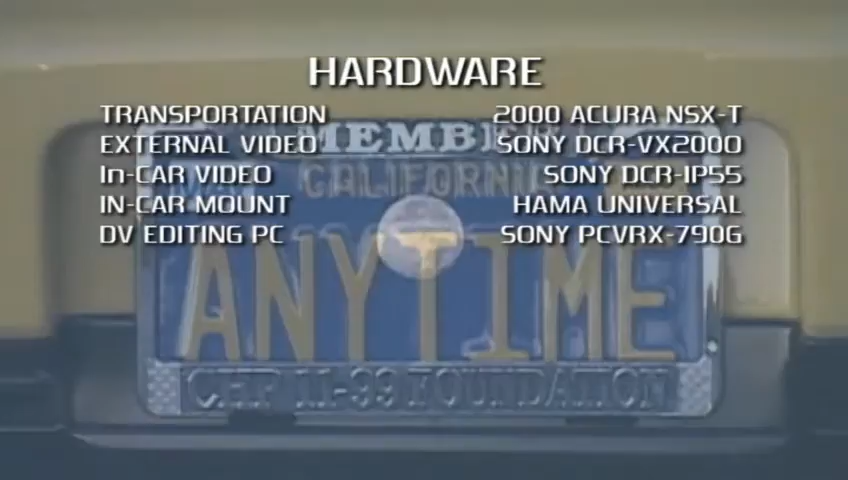 HARDWARE
TRANSPORTATION 2000 ACURA NSX-T
EXTERNAL VIDEO SONY DCR-VX2000
In-CAR VIDEO SONY DCR-IP55
IN-CAR MOUNT HAMA UNIVERSAL
DV EDITING PC SONY PCVRX-790G
MEMBER
CALIFORNIA
ANYTIME
CHP 11-99 FOUNDATION